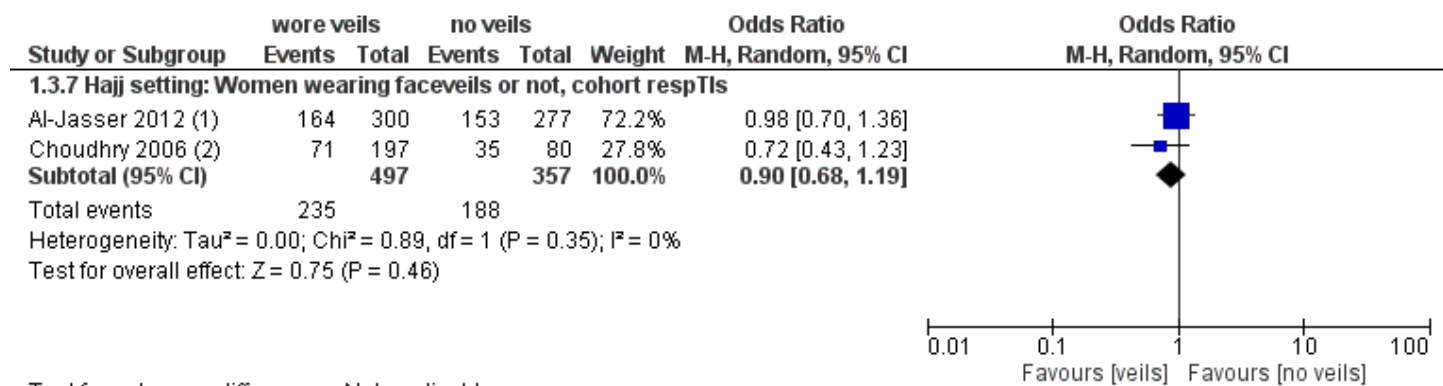 wore veils no veils Odds Ratio Odds Ratio
Study or Subgroup Events Total Events Total Weight M-H, Random, 95% CI M-H, Random, 95% CI
1.3.7 Hajj setting: Women wearing faceveils or not, cohort respTIs
Al-Jasser 2012 (1) 164 300 153 277 72.2% 0.98 [0.70, 1.36]
Choudhry 2006 (2) 71 197 35 80 27.8% 0.72 [0.43, 1.23]
Subtotal (95% CI) 497 357 100.0% 0.90 [0.68, 1.19]
Total events 235 188
Heterogeneity: Tau² = 0.00; Chi² = 0.89, df = 1 (P = 0.35); I² = 0%
Test for overall effect: Z = 0.75 (P = 0.46)
0.01 0.1 1 10 100
Favours [veils] Favours [no veils]